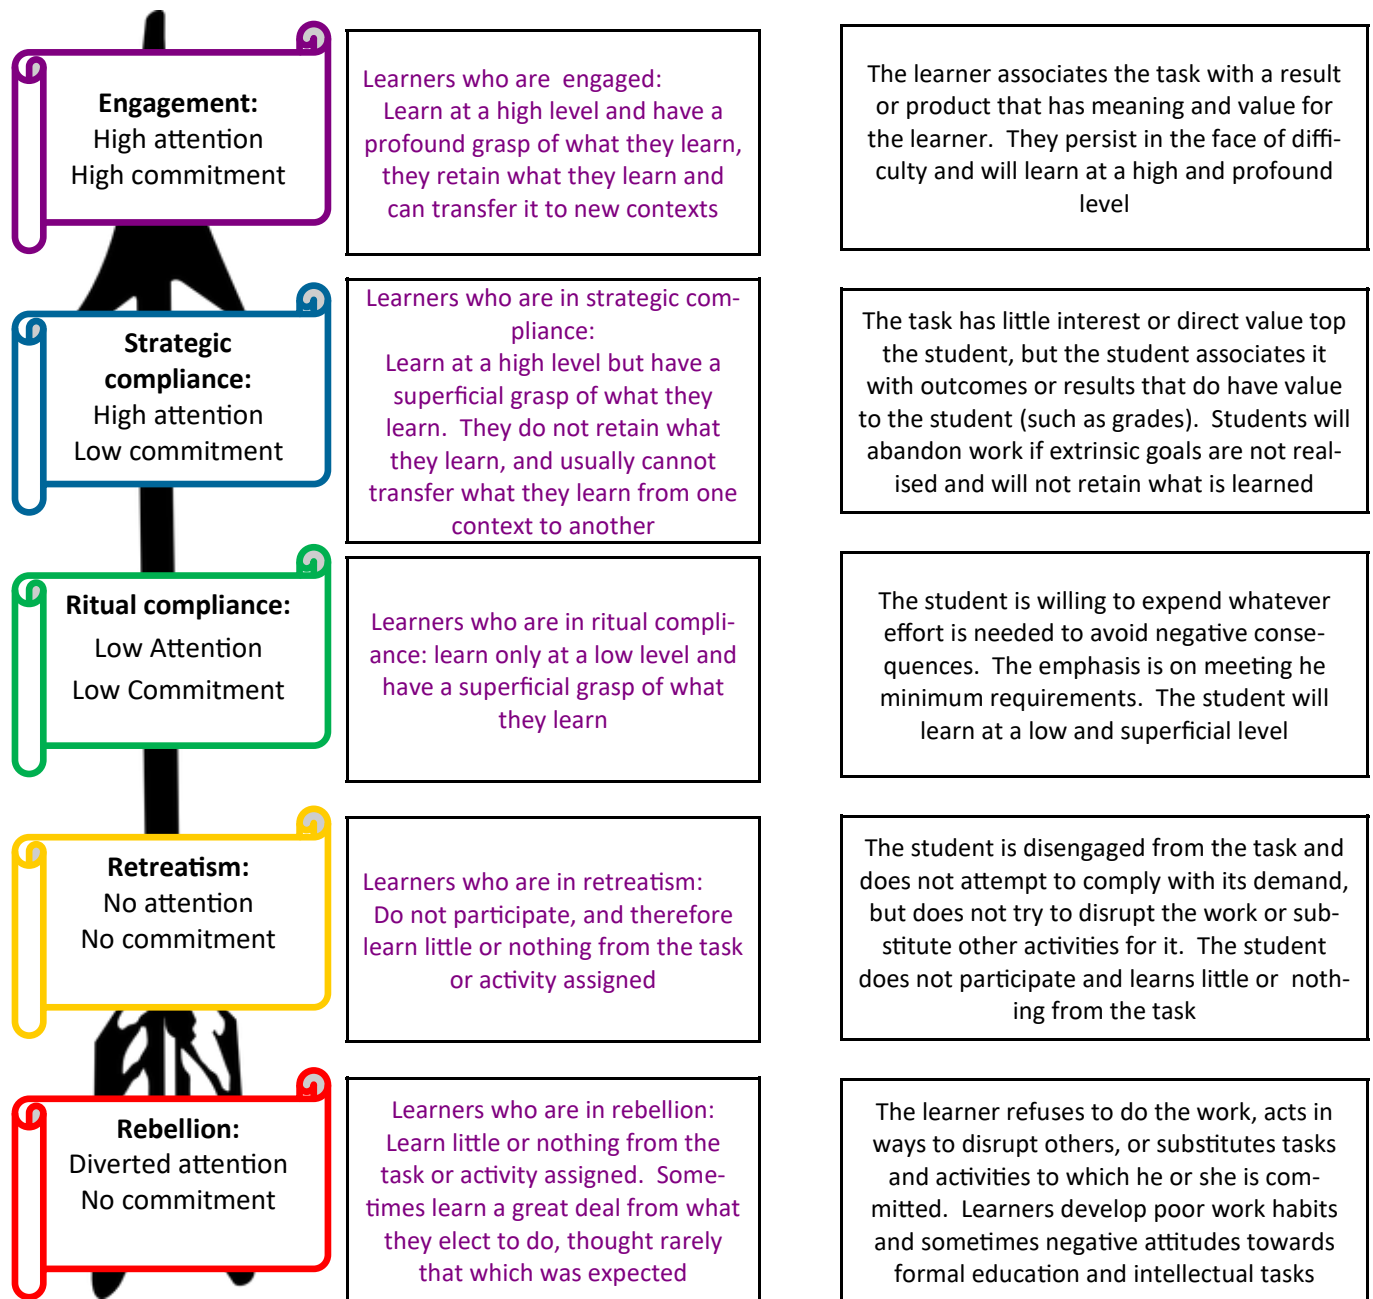 Engagement:
High attention
High commitment
Learners who are  engaged:
Learn at a high level and have a
profound grasp of what they learn,
they retain what they learn and
can transfer it to new contexts
The learner associates the task with a result
or product that has meaning and value for
the learner.  They persist in the face of diffi-
culty and will learn at a high and profound
level
Strategic
compliance:
High attention
Low commitment
Learners who are in strategic com-
pliance:
Learn at a high level but have a
superficial grasp of what they
learn.  They do not retain what
they learn, and usually cannot
transfer what they learn from one
context to another
The task has little interest or direct value top
the student, but the student associates it
with outcomes or results that do have value
to the student (such as grades).  Students will
abandon work if extrinsic goals are not real-
ised and will not retain what is learned
Ritual compliance:
Low Attention
Low Commitment
Learners who are in ritual compli-
ance: learn only at a low level and
have a superficial grasp of what
they learn
The student is willing to expend whatever
effort is needed to avoid negative conse-
quences.  The emphasis is on meeting he
minimum requirements.  The student will
learn at a low and superficial level
Retreatism:
No attention
No commitment
Learners who are in retreatism:
Do not participate, and therefore
learn little or nothing from the task
or activity assigned
The student is disengaged from the task and
does not attempt to comply with its demand,
but does not try to disrupt the work or sub-
stitute other activities for it.  The student
does not participate and learns little or  noth-
ing from the task
Rebellion:
Diverted attention
No commitment
Learners who are in rebellion:
Learn little or nothing from the
task or activity assigned.  Some-
times learn a great deal from what
they elect to do, thought rarely
that which was expected
The learner refuses to do the work, acts in
ways to disrupt others, or substitutes tasks
and activities to which he or she is com-
mitted.  Learners develop poor work habits
and sometimes negative attitudes towards
formal education and intellectual tasks